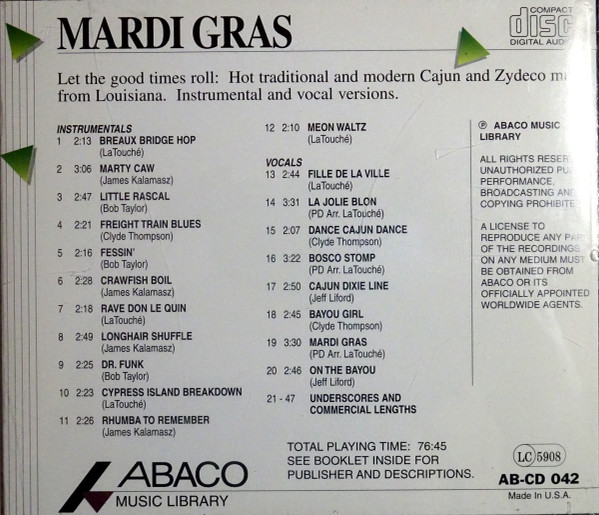 MARDI GRAS
COMPACT
disc
DIGITAL AUDIO
Let the good times roll: Hot traditional and modern Cajun and Zydeco
from Louisiana. Instrumental and vocal versions.
INSTRUMENTALS
1 2:13 BREAUX BRIDGE HOP
(LaTouché)
2 3:06 MARTY CAW
(James Kalamasz)
3 2:47 LITTLE RASCAL
(Bob Taylor)
4 2:21 FREIGHT TRAIN BLUES
(Clyde Thompson)
5 2:16 FESSIN'
(Bob Taylor)
6 2:28 CRAWFISH BOIL
(James Kalamasz)
7 2:18 RAVE DON LE QUIN
(LaTouché)
8 2:49 LONGHAIR SHUFFLE
(James Kalamasz)
9 2:25 DR. FUNK
(Bob Taylor)
10 2:23 CYPRESS ISLAND BREAKDOWN
(LaTouché)
11 2:26 RHUMBA TO REMEMBER
(James Kalamasz)
12 2:10 MEON WALTZ
(LaTouché)
VOCALS
13 2:44 FILLE DE LA VILLE
(LaTouché)
14 3:31 LA JOLIE BLON
(PD Arr. LaTouché)
15 2:07 DANCE CAJUN DANCE
(Clyde Thompson)
16 3:22 BOSCO STOMP
(PD Arr. LaTouché)
17 2:50 CAJUN DIXIE LINE
(Jeff Liford)
18 2:45 BAYOU GIRL
(Clyde Thompson)
19 3:30 MARDI GRAS
(PD Arr. LaTouché)
20 2:46 ON THE BAYOU
(Jeff Liford)
21 - 47 UNDERSCORES AND
COMMERCIAL LENGTHS
℗ ABACO MUSIC
LIBRARY
ALL RIGHTS
UNAUTHORIZED
PERFORMANCE,
BROADCASTING AND
COPYING
A LICENSE TO
REPRODUCE ANY
OF THE RECORDINGS
ON ANY MEDIUM MUST
BE OBTAINED FROM
ABACO OR ITS
OFFICIALLY APPOINTED
WORLDWIDE AGENTS.
TOTAL PLAYING TIME: 76:45
SEE BOOKLET INSIDE FOR
PUBLISHER AND DESCRIPTIONS.
ABACO
MUSIC LIBRARY
LC 5908
AB-CD 042
Made in U.S.A.